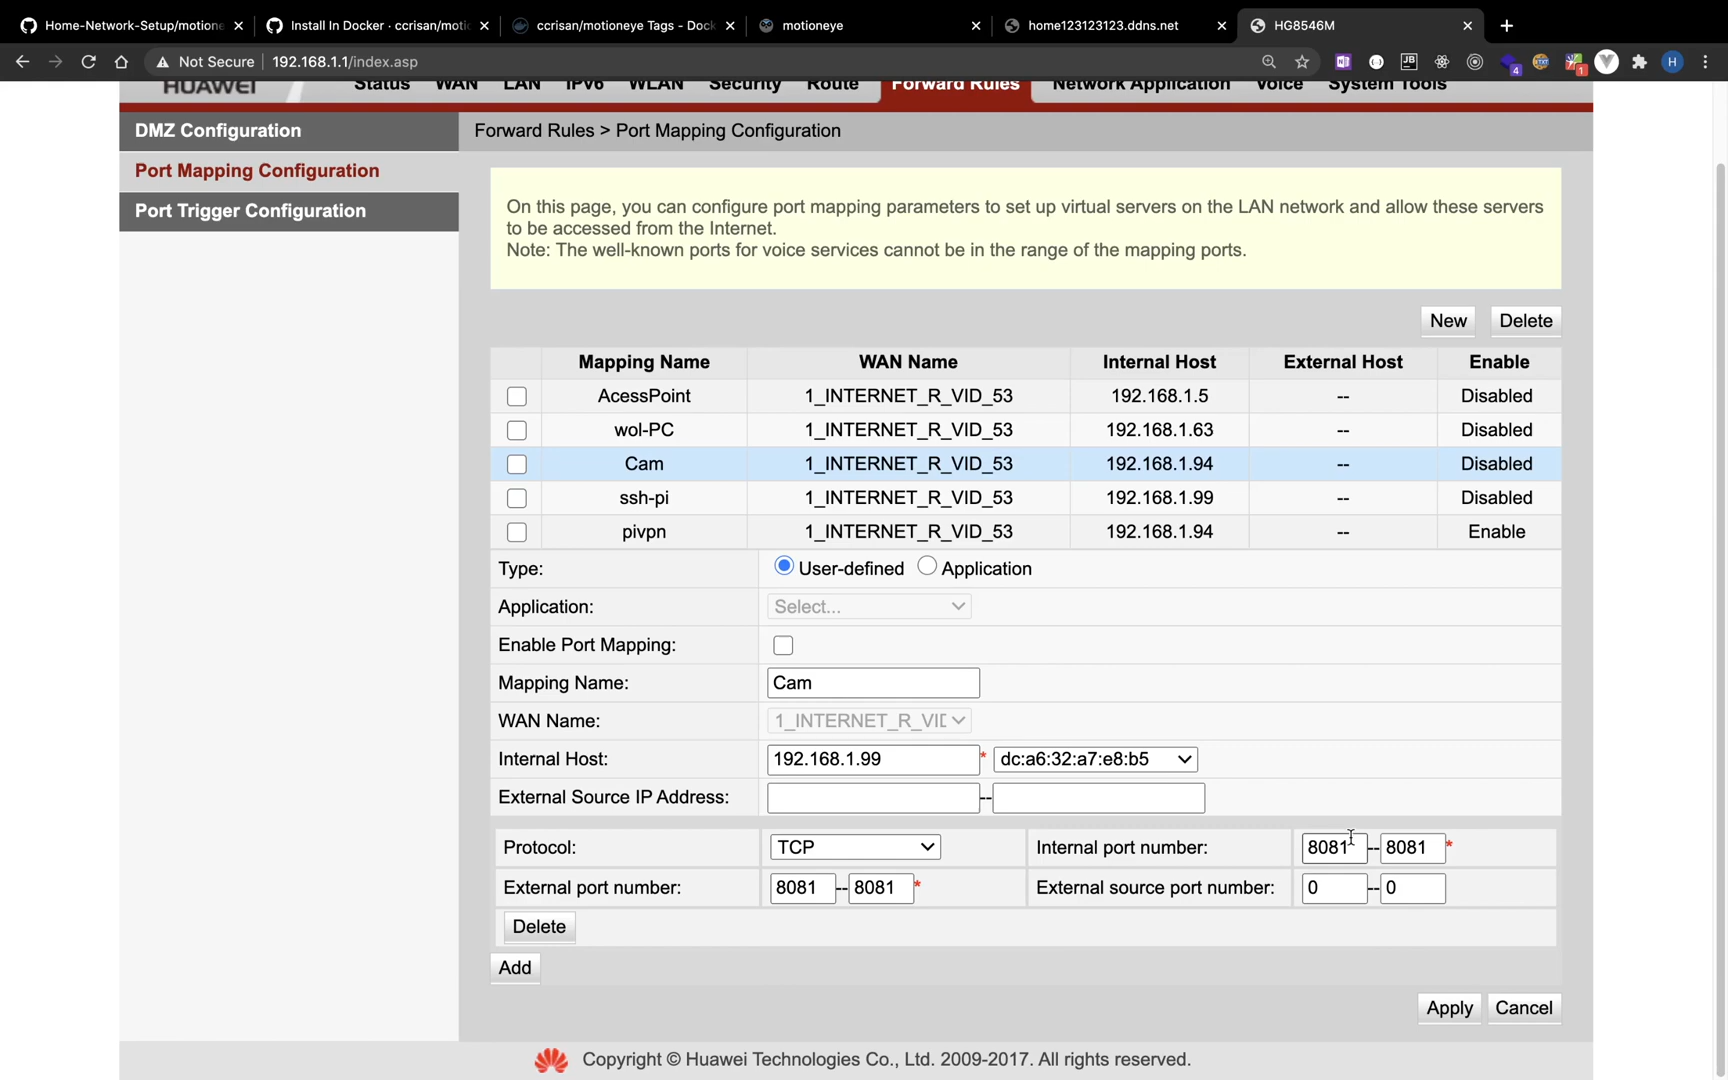 Home-Network-Setup/motione
Install In Docker · ccrisan/motic
ccrisan/motioneye Tags - Dock
motioneye
home123123123.ddns.net
HG8546M
Not Secure 192.168.1.1/index.asp
HUAWEI Status WAN LAN IPv6 WLAN Security Route Forward Rules Network Application Voice System Tools
DMZ Configuration
Port Mapping Configuration
Port Trigger Configuration
Forward Rules > Port Mapping Configuration
On this page, you can configure port mapping parameters to set up virtual servers on the LAN network and allow these servers
to be accessed from the Internet.
Note: The well-known ports for voice services cannot be in the range of the mapping ports.
New Delete
Mapping Name WAN Name Internal Host External Host Enable
AcessPoint 1_INTERNET_R_VID_53 192.168.1.5 -- Disabled
wol-PC 1_INTERNET_R_VID_53 192.168.1.63 -- Disabled
Cam 1_INTERNET_R_VID_53 192.168.1.94 -- Disabled
ssh-pi 1_INTERNET_R_VID_53 192.168.1.99 -- Disabled
pivpn 1_INTERNET_R_VID_53 192.168.1.94 -- Enable
Type: User-defined Application
Application: Select...
Enable Port Mapping:
Mapping Name: Cam
WAN Name: 1_INTERNET_R_VID
Internal Host: 192.168.1.99 * dc:a6:32:a7:e8:b5
External Source IP Address: --
Protocol: TCP Internal port number: 8081 -- 8081 *
External port number: 8081 -- 8081 * External source port number: 0 -- 0
Delete
Add
Apply Cancel
Copyright © Huawei Technologies Co., Ltd. 2009-2017. All rights reserved.